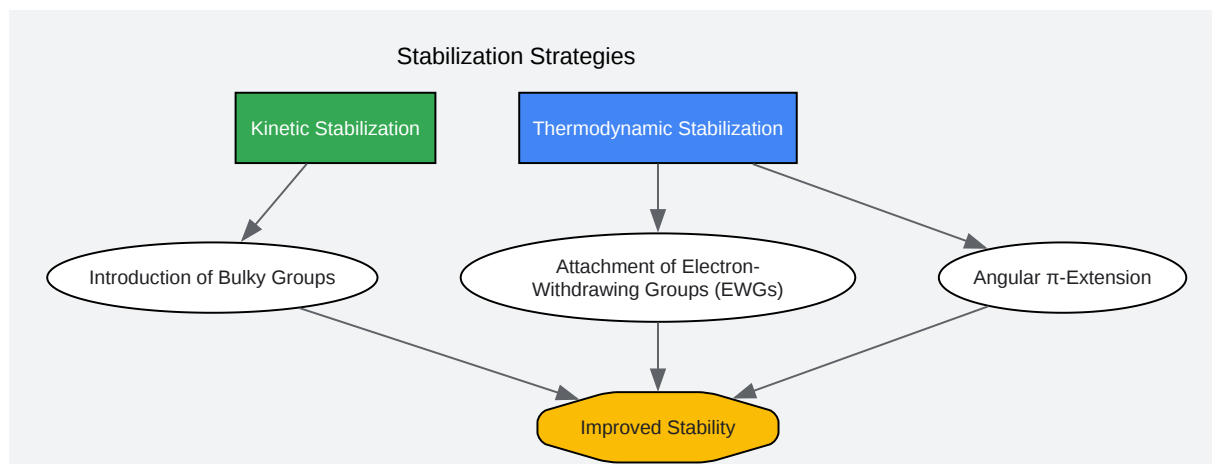 Stabilization Strategies
Kinetic Stabilization
Thermodynamic Stabilization
Introduction of Bulky Groups
Attachment of Electron-
Withdrawing Groups (EWGs)
Angular π-Extension
Improved Stability